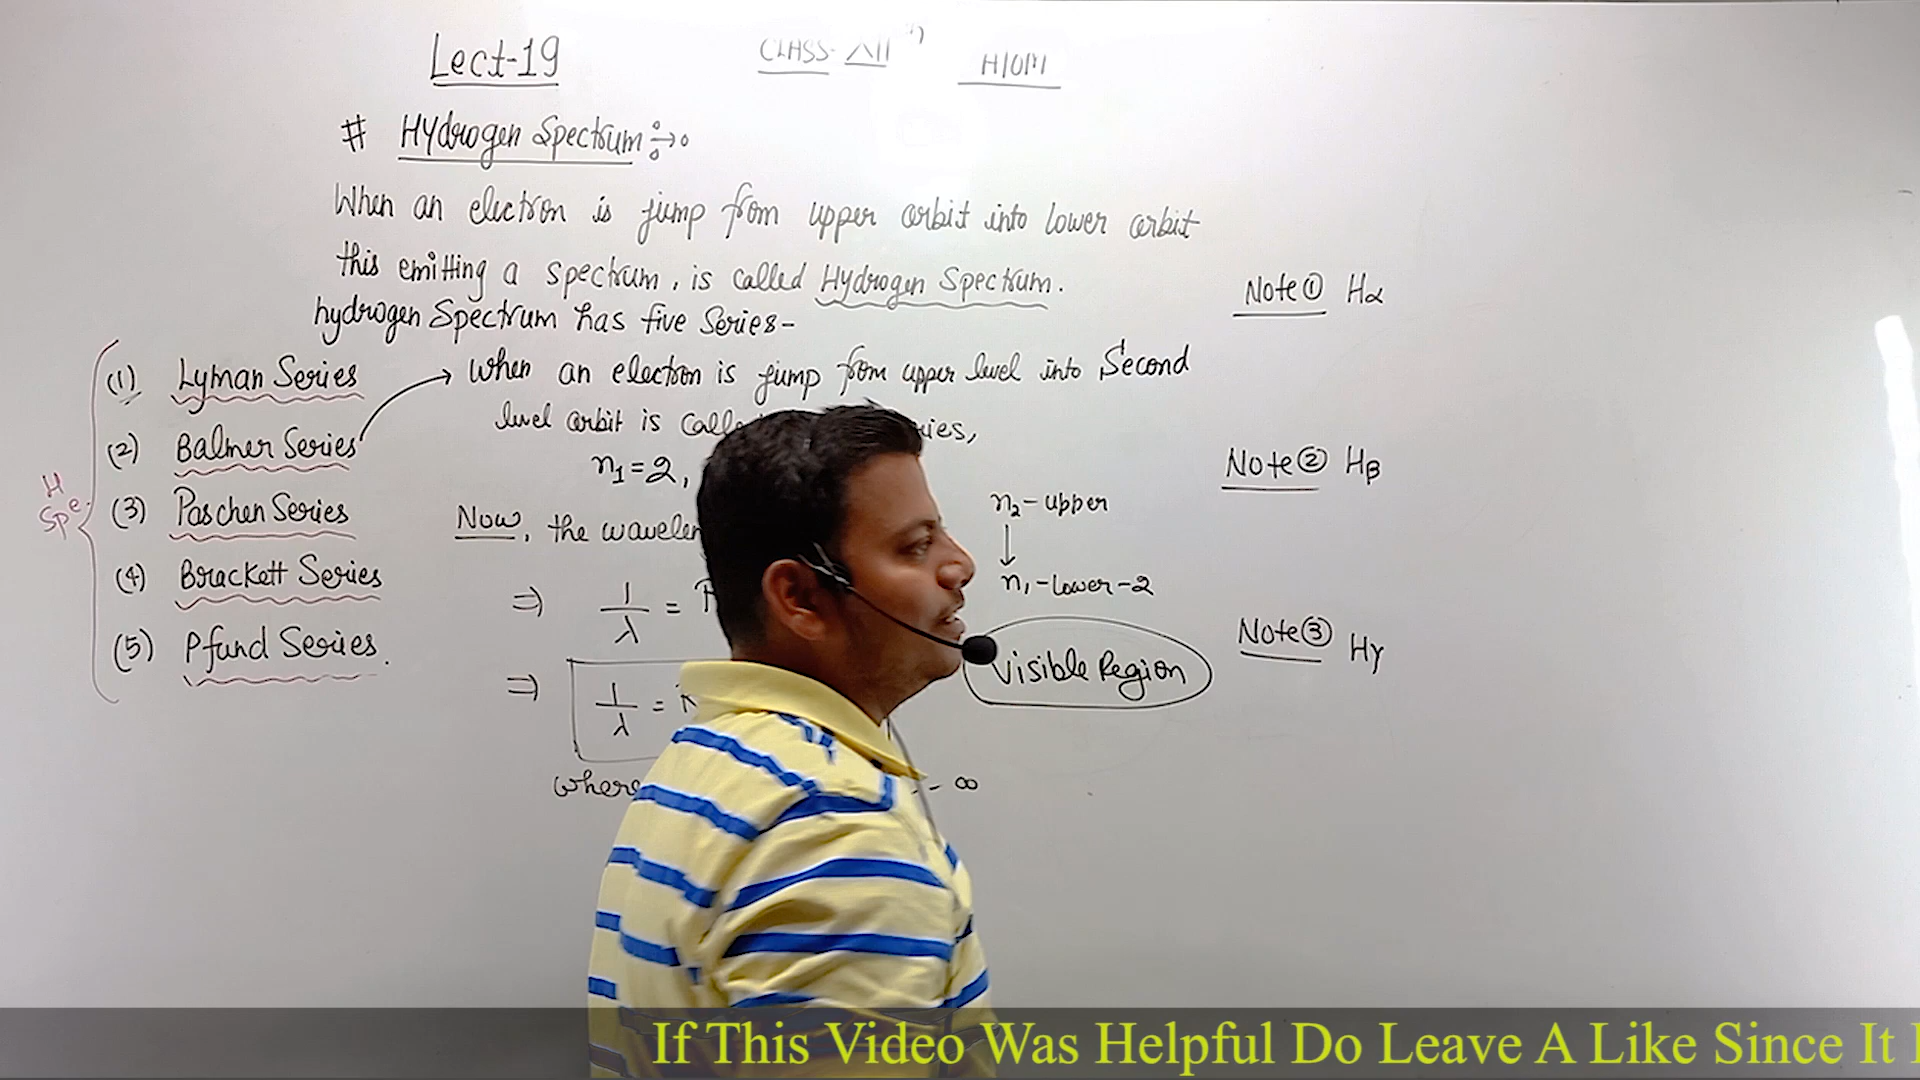 Lect-19
CLASS- XII
ATOM
# Hydrogen Spectrum
When an electron is jump from upper orbit into lower orbit
this emitting a spectrum, is called Hydrogen Spectrum.
hydrogen Spectrum has five Series-
H
Spe.
(1) Lyman Series
(2) Balmer Series
(3) Paschen Series
(4) Brackett Series
(5) Pfund Series.
→ When an electron is jump from upper level into Second
level orbit is
n₁=2,
Now, the
⇒ 1/λ =
⇒ 1/λ =
where
- ∞
n₂-upper
↓
n₁-lower-2
Visible Region
Note① Hα
Note② Hβ
Note③ Hγ
If This Video Was Helpful Do Leave A Like Since It